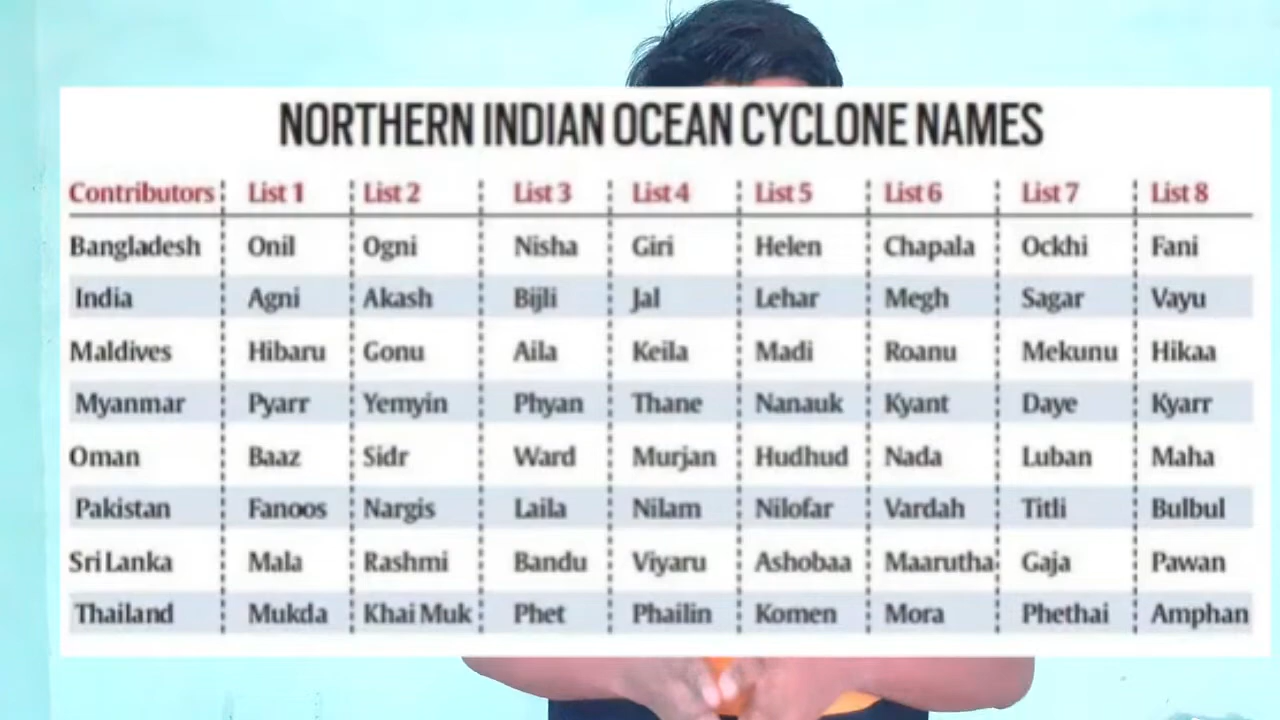 NORTHERN INDIAN OCEAN CYCLONE NAMES
Contributors List 1 List 2 List 3 List 4 List 5 List 6 List 7 List 8
Bangladesh Onil Ogni Nisha Giri Helen Chapala Ockhi Fani
India Agni Akash Bijli Jal Lehar Megh Sagar Vayu
Maldives Hibaru Gonu Aila Keila Madi Roanu Mekunu Hikaa
Myanmar Pyarr Yemyin Phyan Thane Nanauk Kyant Daye Kyarr
Oman Baaz Sidr Ward Murjan Hudhud Nada Luban Maha
Pakistan Fanoos Nargis Laila Nilam Nilofar Vardah Titli Bulbul
Sri Lanka Mala Rashmi Bandu Viyaru Ashobaa Maarutha Gaja Pawan
Thailand Mukda Khai Muk Phet Phailin Komen Mora Phethai Amphan